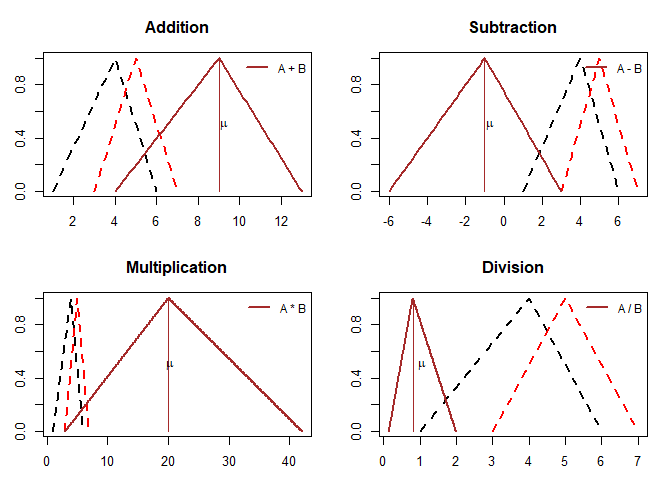 Addition
A + B
μ
0.0 0.4 0.8
2 4 6 8 10 12
Subtraction
A - B
μ
0.0 0.4 0.8
-6 -4 -2 0 2 4 6
Multiplication
A * B
μ
0.0 0.4 0.8
0 10 20 30 40
Division
A / B
μ
0.0 0.4 0.8
0 1 2 3 4 5 6 7